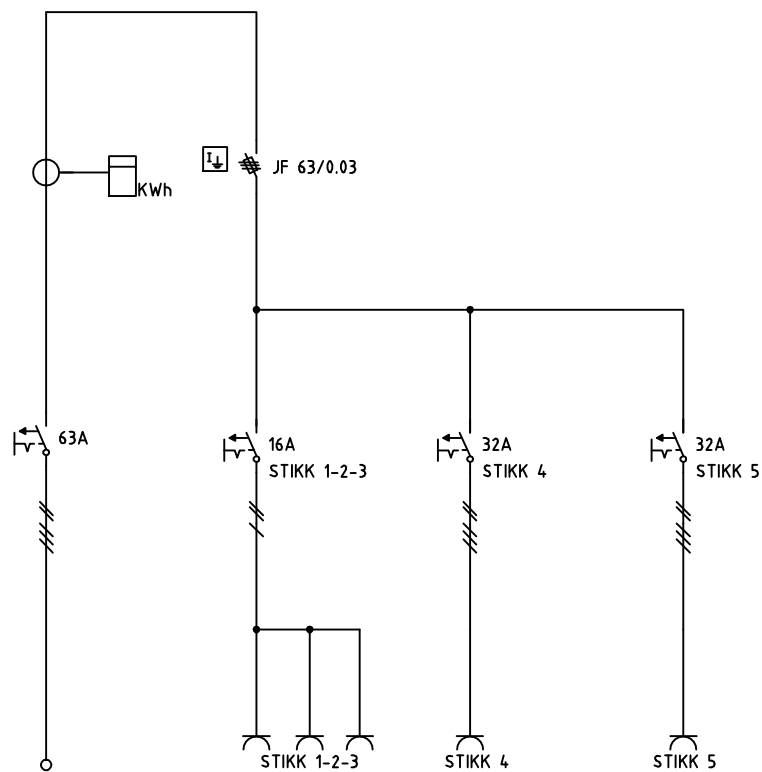 I
JF 63/0.03
KWh
63A
16A
STIKK 1-2-3
32A
STIKK 4
32A
STIKK 5
STIKK 1-2-3
STIKK 4
STIKK 5